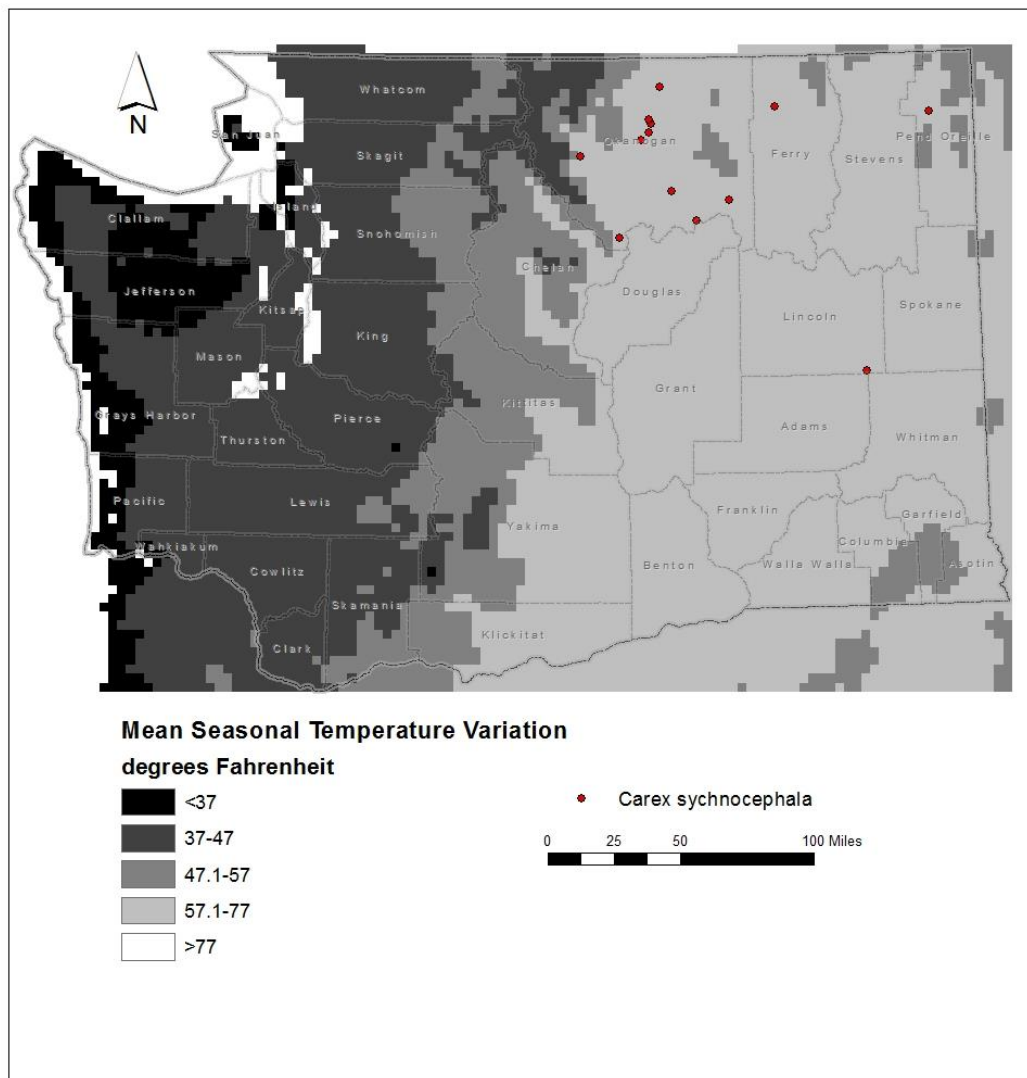 N
Whatcom
San Juan
Okanogan
Pend Oreille
Ferry
Stevens
Skagit
Island
Clallam
Snohomish
Chelan
Jefferson
Douglas
Spokane
Kitsap
Lincoln
King
Mason
Grant
Kittitas
Grays Harbor
Pierce
Adams
Whitman
Thurston
Pacific
Lewis
Franklin
Garfield
Yakima
Columbia
Wahkiakum
Cowlitz
Benton
Walla Walla
Asotin
Skamania
Klickitat
Clark
Mean Seasonal Temperature Variation
degrees Fahrenheit
<37
37-47
47.1-57
57.1-77
>77
Carex sychnocephala
0 25 50 100 Miles